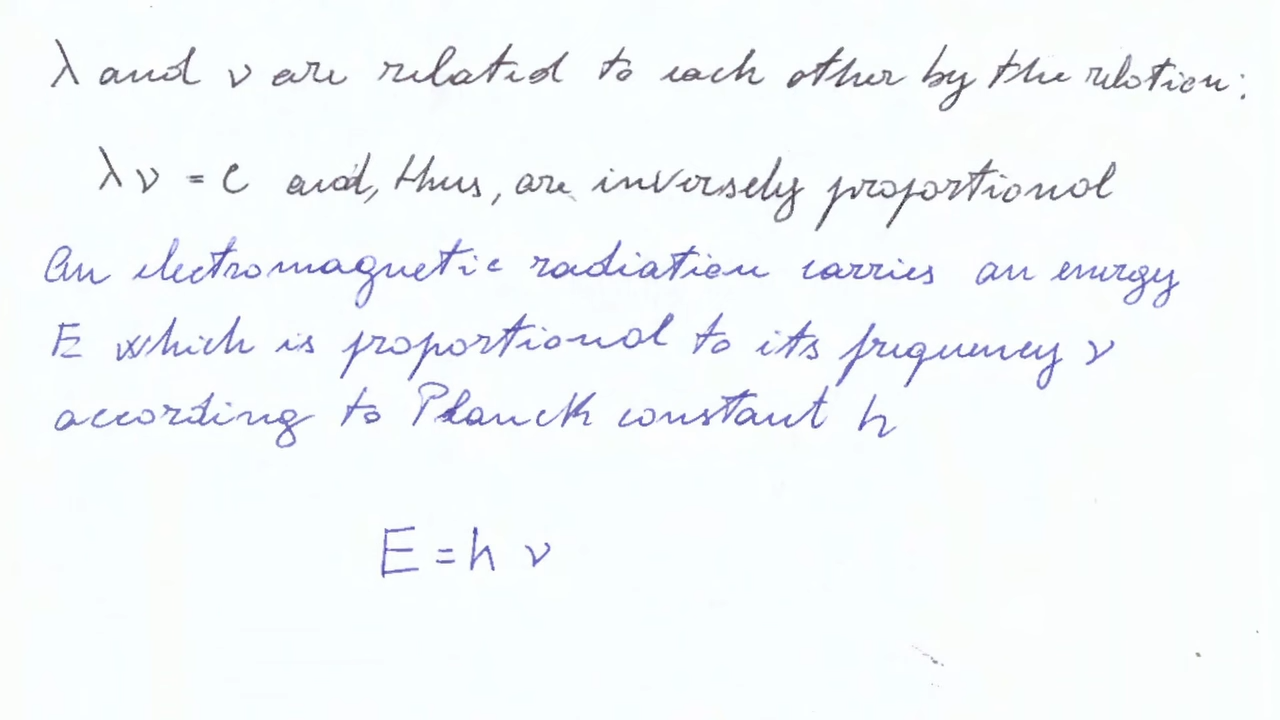 λ and ν are related to each other by the relation:
λν = c and, thus, are inversely proportional
An electromagnetic radiation carries an energy
E which is proportional to its frequency ν
according to Planck constant h
E = h ν